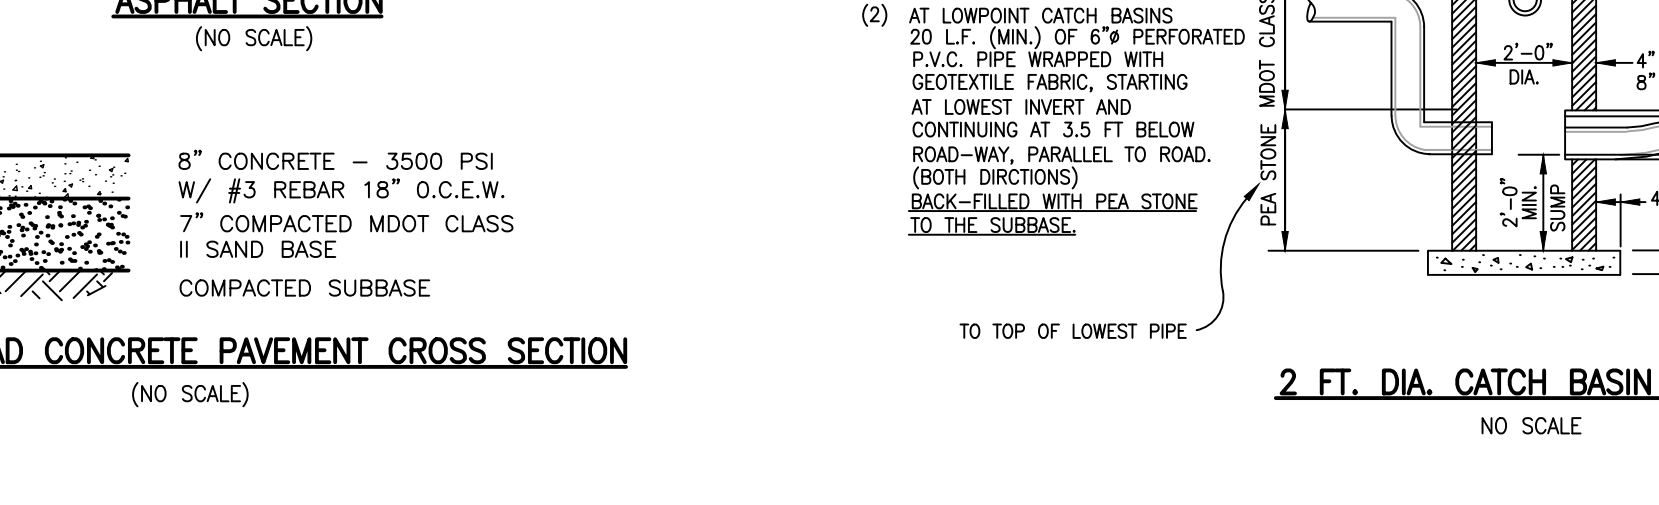 ASPHALT SECTION
(NO SCALE)
8" CONCRETE – 3500 PSI
W/ #3 REBAR 18" O.C.E.W.
7" COMPACTED MDOT CLASS
II SAND BASE
COMPACTED SUBBASE
CONCRETE PAVEMENT CROSS SECTION
(NO SCALE)
(2) AT LOWPOINT CATCH BASINS
20 L.F. (MIN.) OF 6"ø PERFORATED
P.V.C. PIPE WRAPPED WITH
GEOTEXTILE FABRIC, STARTING
AT LOWEST INVERT AND
CONTINUING AT 3.5 FT BELOW
ROAD-WAY, PARALLEL TO ROAD.
(BOTH DIRCTIONS)
BACK-FILLED WITH PEA STONE
TO THE SUBBASE.
TO TOP OF LOWEST PIPE
PEA STONE
MDOT CLASS
2'-0"
DIA.
4"
8"
2'-0"
MIN.
SUMP
4
2 FT. DIA. CATCH BASIN
NO SCALE